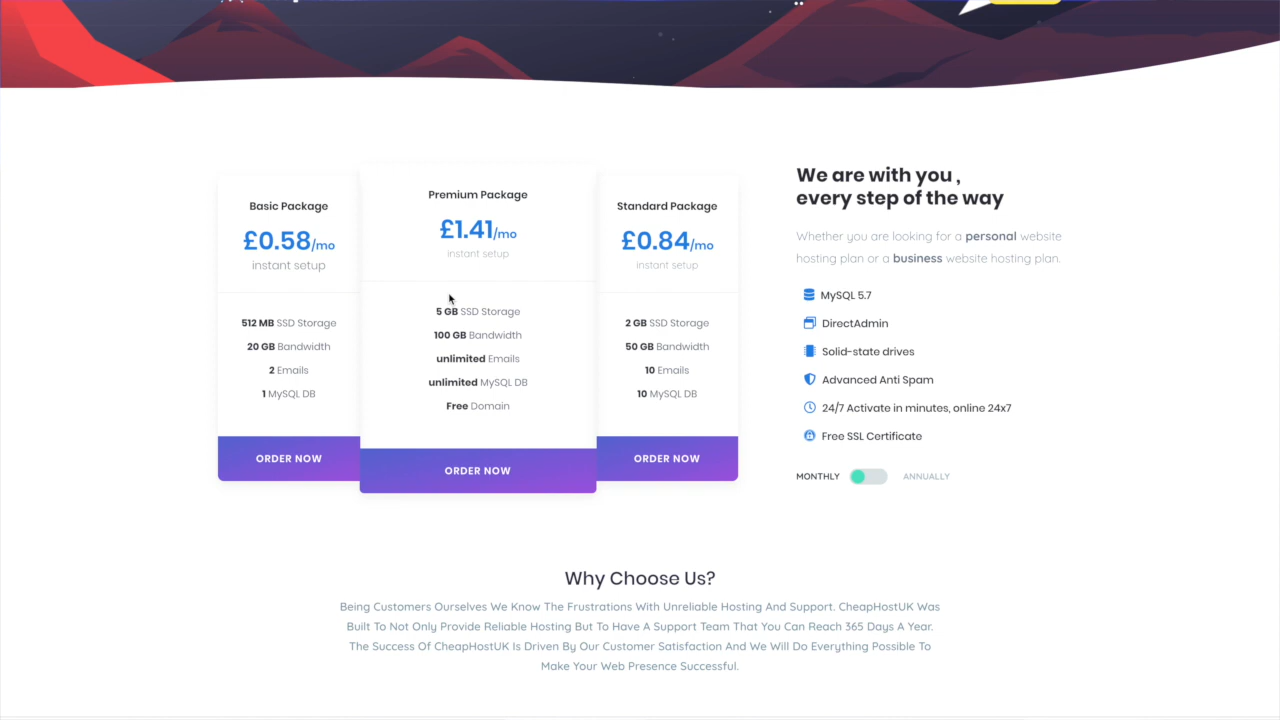 Basic Package
£0.58/mo
instant setup
512 MB SSD Storage
20 GB Bandwidth
2 Emails
1 MySQL DB
ORDER NOW
Premium Package
£1.41/mo
instant setup
5 GB SSD Storage
100 GB Bandwidth
unlimited Emails
unlimited MySQL DB
Free Domain
ORDER NOW
Standard Package
£0.84/mo
instant setup
2 GB SSD Storage
50 GB Bandwidth
10 Emails
10 MySQL DB
ORDER NOW
We are with you ,
every step of the way
Whether you are looking for a personal website
hosting plan or a business website hosting plan.
MySQL 5.7
DirectAdmin
Solid-state drives
Advanced Anti Spam
24/7 Activate in minutes, online 24x7
Free SSL Certificate
MONTHLY ANNUALLY
Why Choose Us?
Being Customers Ourselves We Know The Frustrations With Unreliable Hosting And Support. CheapHostUK Was
Built To Not Only Provide Reliable Hosting But To Have A Support Team That You Can Reach 365 Days A Year.
The Success Of CheapHostUK Is Driven By Our Customer Satisfaction And We Will Do Everything Possible To
Make Your Web Presence Successful.